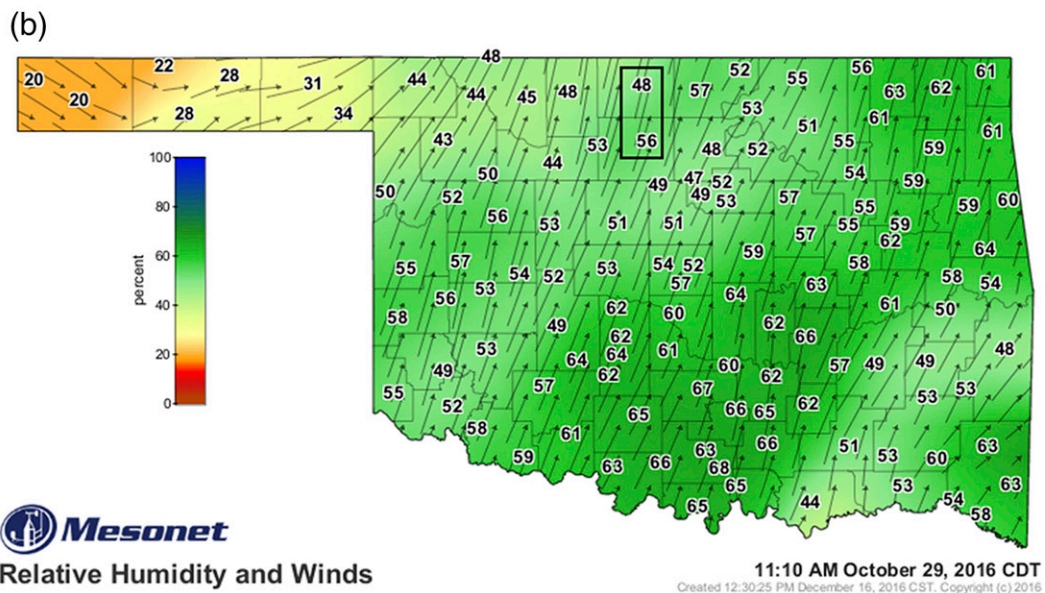 (b)
48
22 52 55 56 61
20 28 31 44 48 57 63 62
20 44 45 48 53
28 34 51 61 61
43 53 56 55
44 48 52 59
50 47 52 54 59
50 49 49
52 53 57 59 60
56 53 51 51 55 55 59
57 62
57 59 64
55 54 52 53 54 52 58 58 54
53 57 63
56 64 61 50
58 62 60
49 62 62 66
53 64 64 61 49 49 48
49 62 60 62 57
55 57 67 53 53
52 65 66 65 62
58 61 66 51 63
59 63 66 63 68 53 60
65 53 63
65 44 54 58
100
80
60
40
20
0
percent
Mesonet
Relative Humidity and Winds
11:10 AM October 29, 2016 CDT
Created 12:30:25 PM December 16, 2016 CST. Copyright (c) 2016